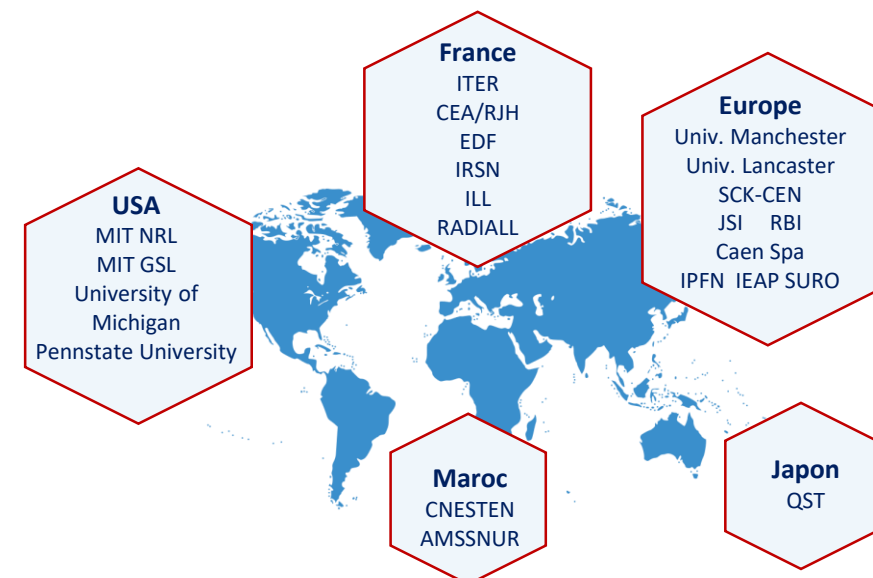 France
ITER
CEA/RJH
EDF
IRSN
ILL
RADIALL
Europe
Univ. Manchester
Univ. Lancaster
SCK-CEN
JSI RBI
Caen Spa
IPFN IEAP SURO
USA
MIT NRL
MIT GSL
University of
Michigan
Pennstate University
Maroc
CNESTEN
AMSSNUR
Japon
QST